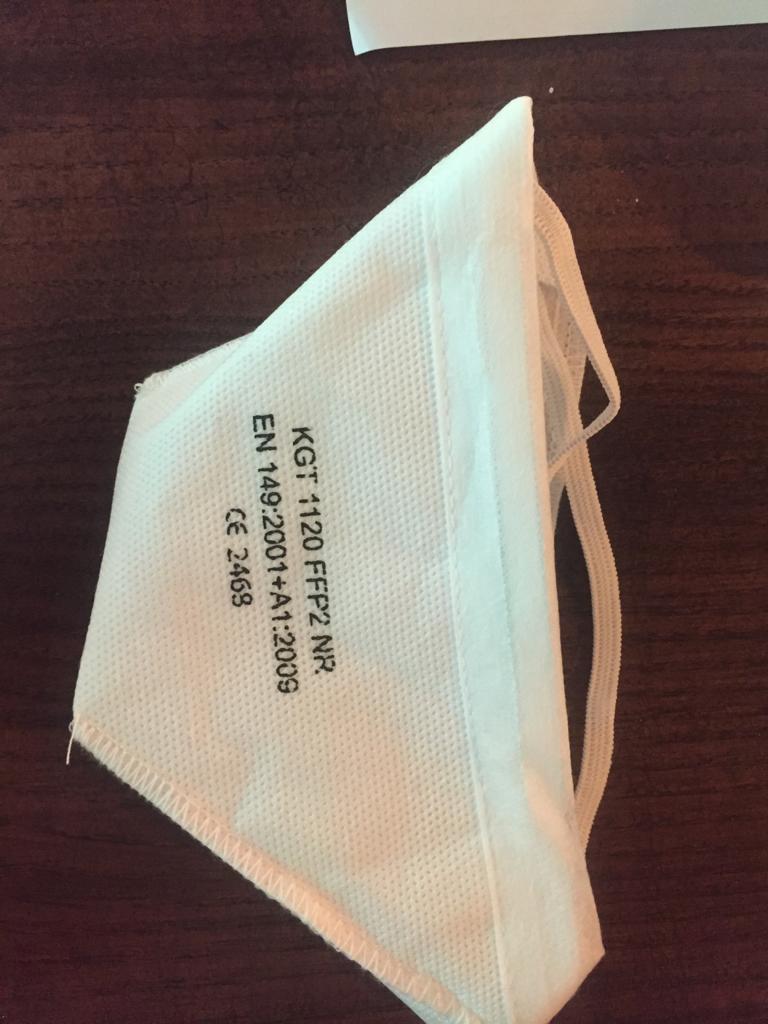 KGT 1120 FFP2 NR
EN 149:2001+A1:2009
CE 2468